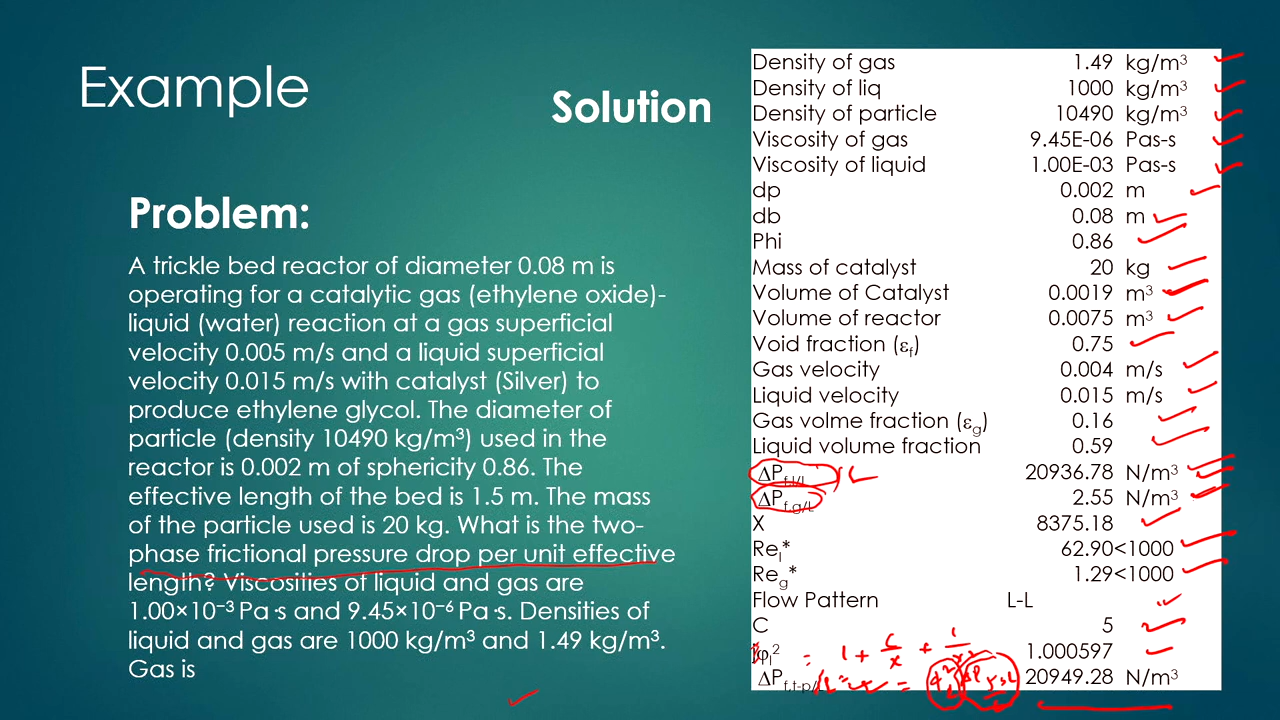 Example
Solution
Problem:
A trickle bed reactor of diameter 0.08 m is
operating for a catalytic gas (ethylene oxide)-
liquid (water) reaction at a gas superficial
velocity 0.005 m/s and a liquid superficial
velocity 0.015 m/s with catalyst (Silver) to
produce ethylene glycol. The diameter of
particle (density 10490 kg/m³) used in the
reactor is 0.002 m of sphericity 0.86. The
effective length of the bed is 1.5 m. The mass
of the particle used is 20 kg. What is the two-
phase frictional pressure drop per unit effective
length? Viscosities of liquid and gas are
1.00×10⁻³ Pa·s and 9.45×10⁻⁶ Pa·s. Densities of
liquid and gas are 1000 kg/m³ and 1.49 kg/m³.
Gas is
Density of gas 1.49 kg/m³
Density of liq 1000 kg/m³
Density of particle 10490 kg/m³
Viscosity of gas 9.45E-06 Pas-s
Viscosity of liquid 1.00E-03 Pas-s
dp 0.002 m
db 0.08 m
Phi 0.86
Mass of catalyst 20 kg
Volume of Catalyst 0.0019 m³
Volume of reactor 0.0075 m³
Void fraction (εf) 0.75
Gas velocity 0.004 m/s
Liquid velocity 0.015 m/s
Gas volme fraction (εg) 0.16
Liquid volume fraction 0.59
ΔPf,l/L 20936.78 N/m³
ΔPf,g/L 2.55 N/m³
X 8375.18
Rel* 62.90<1000
Reg* 1.29<1000
Flow Pattern L-L
C 5
φl² = 1 + C/x + 1/x² 1.000597
ΔPf,t-p/L 20949.28 N/m³